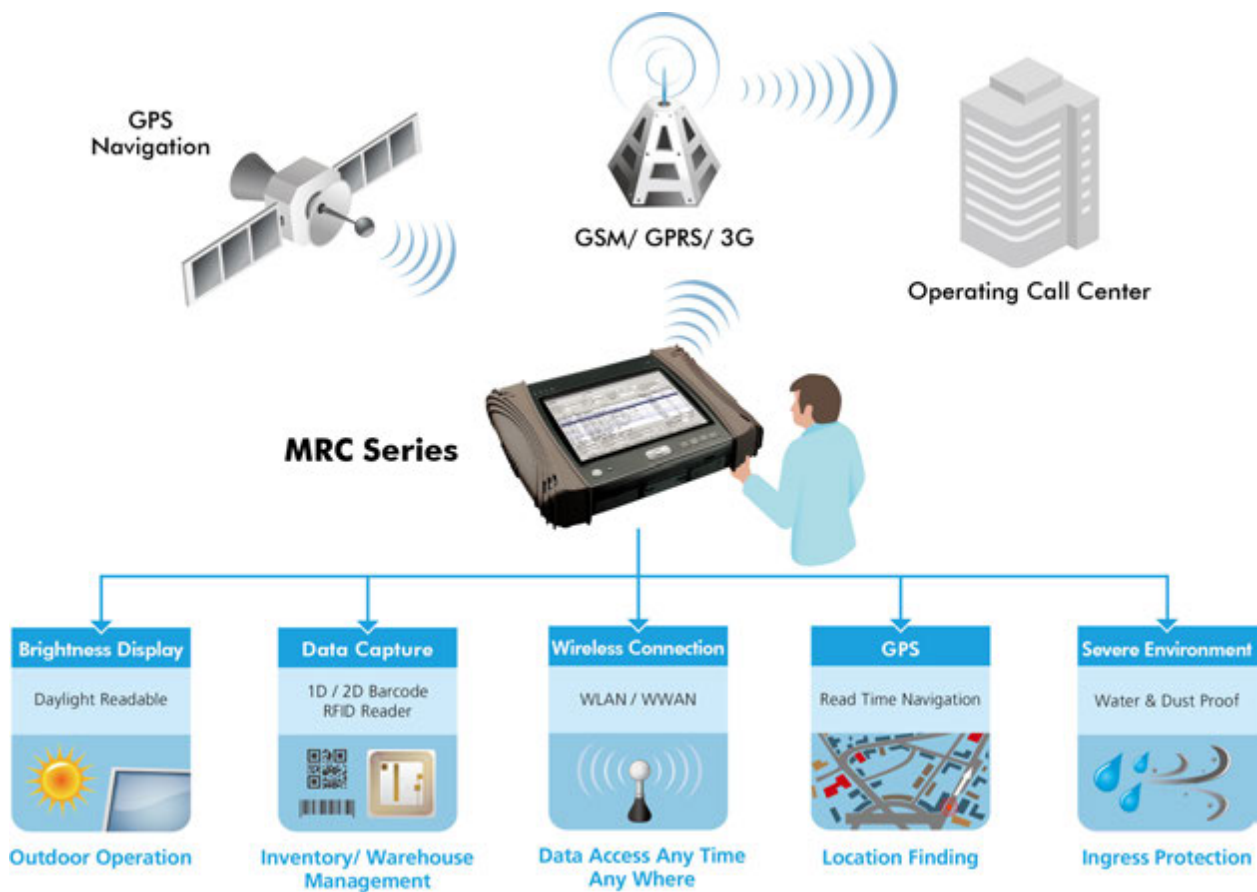 GPS
Navigation
GSM/ GPRS/ 3G
Operating Call Center
MRC Series
Brightness Display
Daylight Readable
Outdoor Operation
Data Capture
1D / 2D Barcode
RFID Reader
Inventory/ Warehouse
Management
Wireless Connection
WLAN / WWAN
Data Access Any Time
Any Where
GPS
Read Time Navigation
Location Finding
Severe Environment
Water & Dust Proof
Ingress Protection